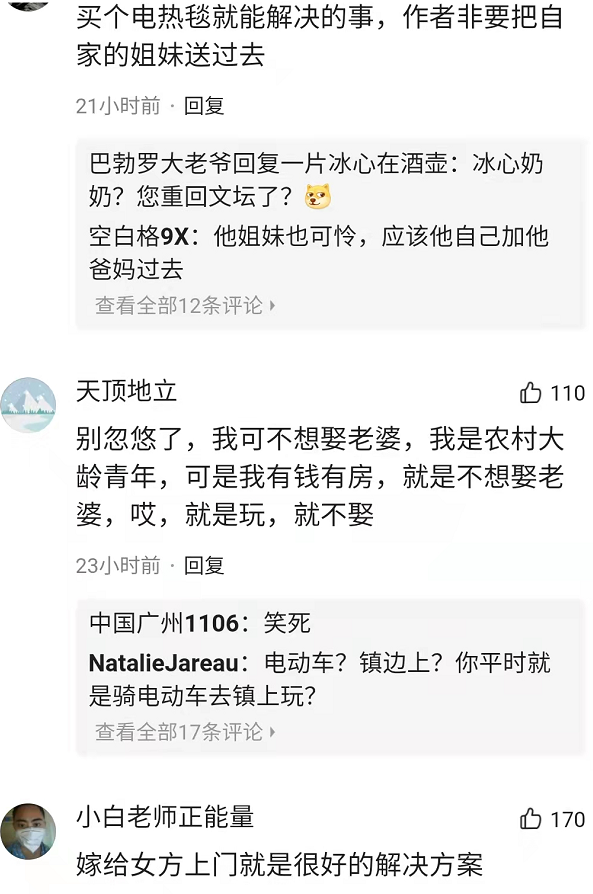 买个电热毯就能解决的事，作者非要把自
家的姐妹送过去
21小时前 · 回复
巴勃罗大老爷回复一片冰心在酒壶：冰心奶
奶？您重回文坛了？
空白格9X：他姐妹也可怜，应该他自己加他
爸妈过去
查看全部12条评论
天顶地立
110
别忽悠了，我可不想娶老婆，我是农村大
龄青年，可是我有钱有房，就是不想娶老
婆，哎，就是玩，就不娶
23小时前 · 回复
中国广州1106：笑死
NatalieJareau：电动车？镇边上？你平时就
是骑电动车去镇上玩？
查看全部17条评论
小白老师正能量
170
嫁给女方上门就是很好的解决方案